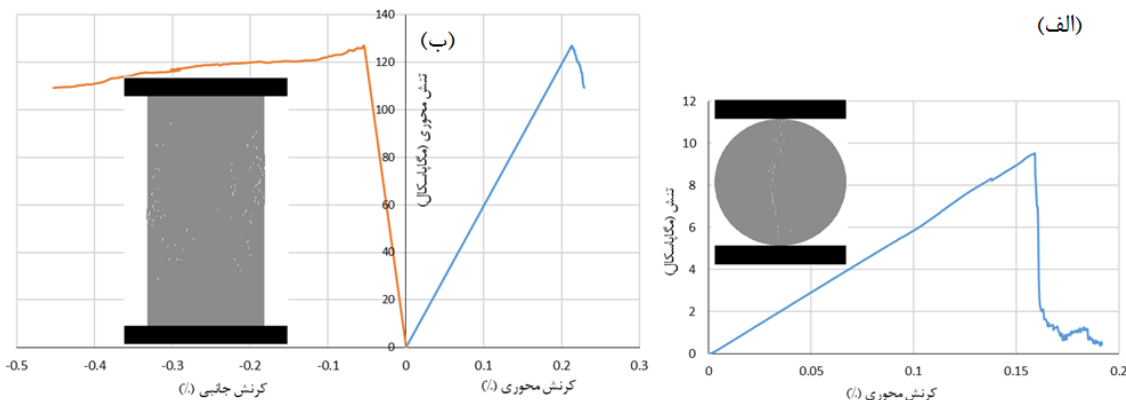 (الف)
12
10
8
6
4
2
0
تنش (مگاپاسکال)
0 0.05 0.1 0.15 0.2
کرنش محوری (٪)
(ب)
140
120
100
80
60
40
20
0
تنش محوری (مگاپاسکال)
-0.5 -0.4 -0.3 -0.2 -0.1 0 0.1 0.2 0.3
کرنش جانبی (٪)
کرنش محوری (٪)